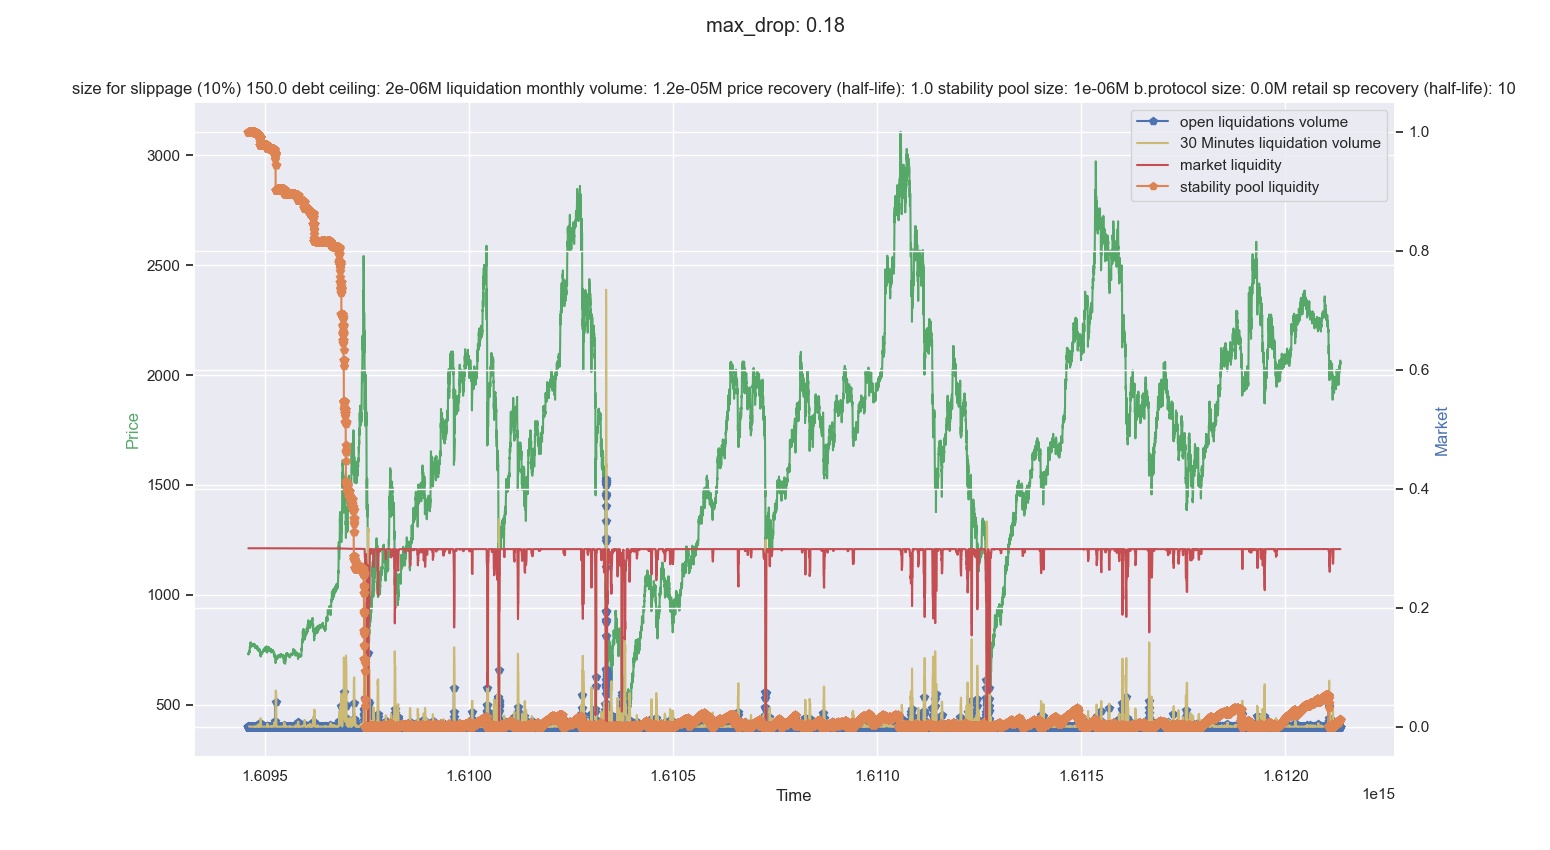 max_drop: 0.18
size for slippage (10%) 150.0 debt ceiling: 2e-06M liquidation monthly volume: 1.2e-05M price recovery (half-life): 1.0 stability pool size: 1e-06M b.protocol size: 0.0M retail sp recovery (half-life): 10
open liquidations volume
30 Minutes liquidation volume
market liquidity
stability pool liquidity
3000
2500
2000
1500
1000
500
Price
1.0
0.8
0.6
0.4
0.2
0.0
Market
1.6095 1.6100 1.6105 1.6110 1.6115 1.6120
1e15
Time